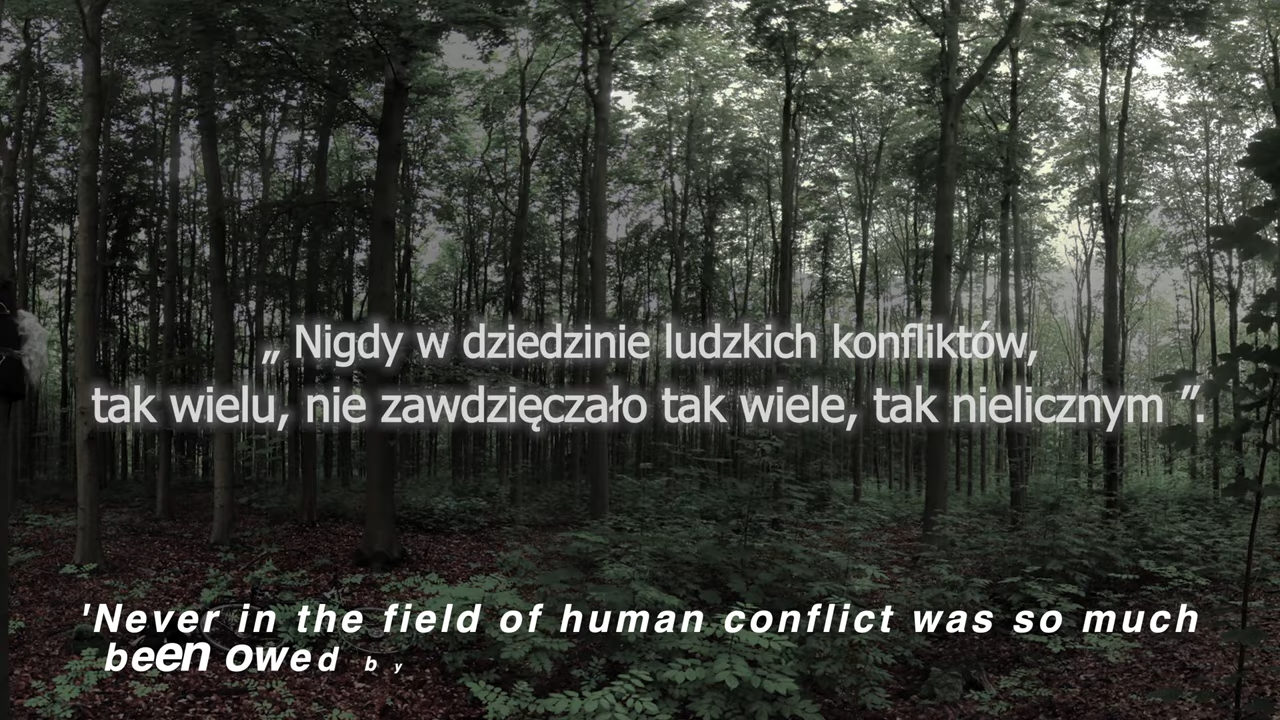 „ Nigdy w dziedzinie ludzkich konfliktów,
tak wielu, nie zawdzięczało tak wiele, tak nielicznym ”.
'Never in the field of human conflict was so much
been owed by